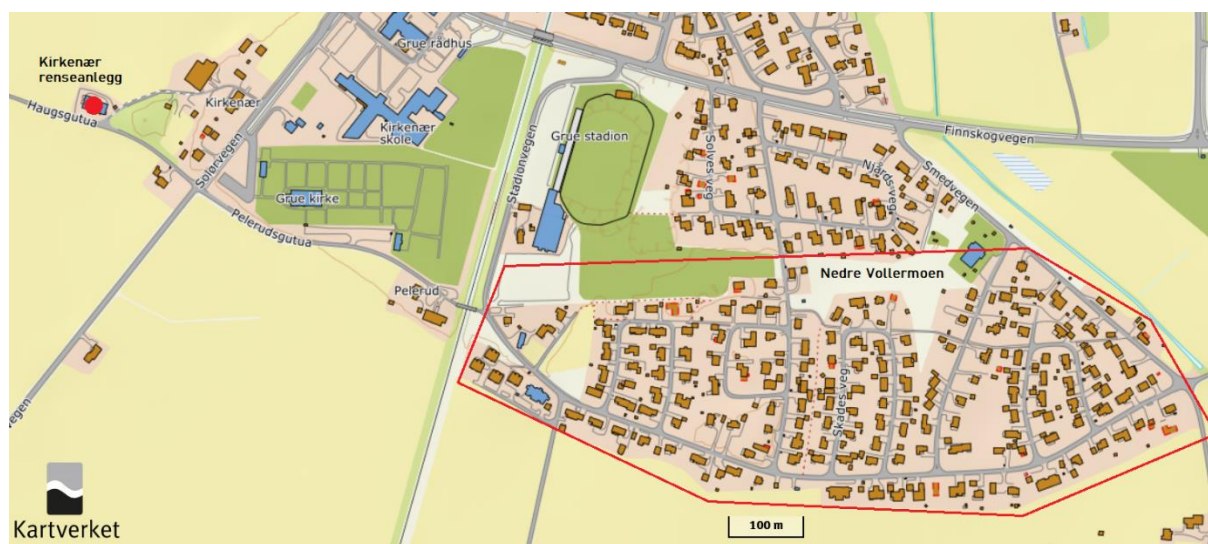 Kirkenær
renseanlegg
Haugsgutua
Kirkenær
Solørvegen
Grue rådhus
Kirkenær
skole
Grue kirke
Pelerudsgutua
Pelerud
Stadionvegen
Grue stadion
Solves veg
Njårds veg
Smedvegen
Finnskogvegen
Nedre Vollermoen
Skades veg
vegen
Kartverket
100 m